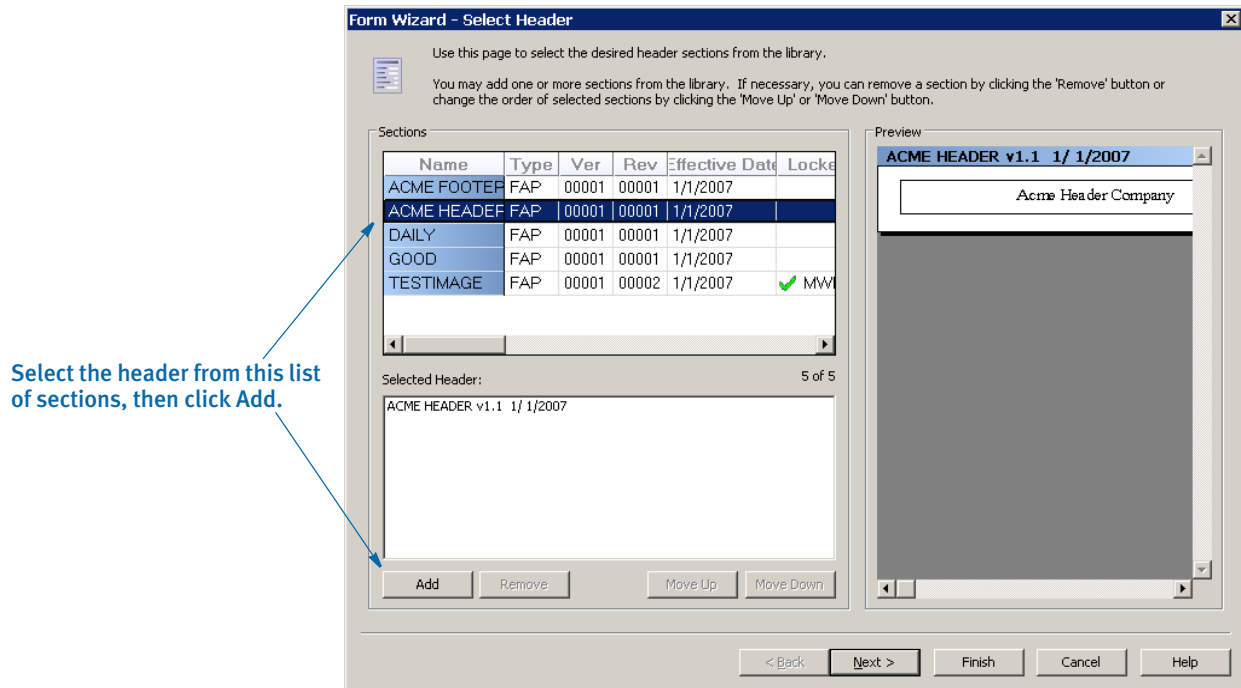 Form Wizard - Select Header
Use this page to select the desired header sections from the library.
You may add one or more sections from the library. If necessary, you can remove a section by clicking the 'Remove' button or
change the order of selected sections by clicking the 'Move Up' or 'Move Down' button.
Sections
Name Type Ver Rev Effective Date Locke
ACME FOOTER FAP 00001 00001 1/1/2007
ACME HEADER FAP 00001 00001 1/1/2007
DAILY FAP 00001 00001 1/1/2007
GOOD FAP 00001 00001 1/1/2007
TESTIMAGE FAP 00001 00002 1/1/2007 MW
Selected Header: 5 of 5
ACME HEADER v1.1 1/ 1/2007
Add Remove Move Up Move Down
Preview
ACME HEADER v1.1 1/ 1/2007
Acme Header Company
Select the header from this list
of sections, then click Add.
< Back Next > Finish Cancel Help